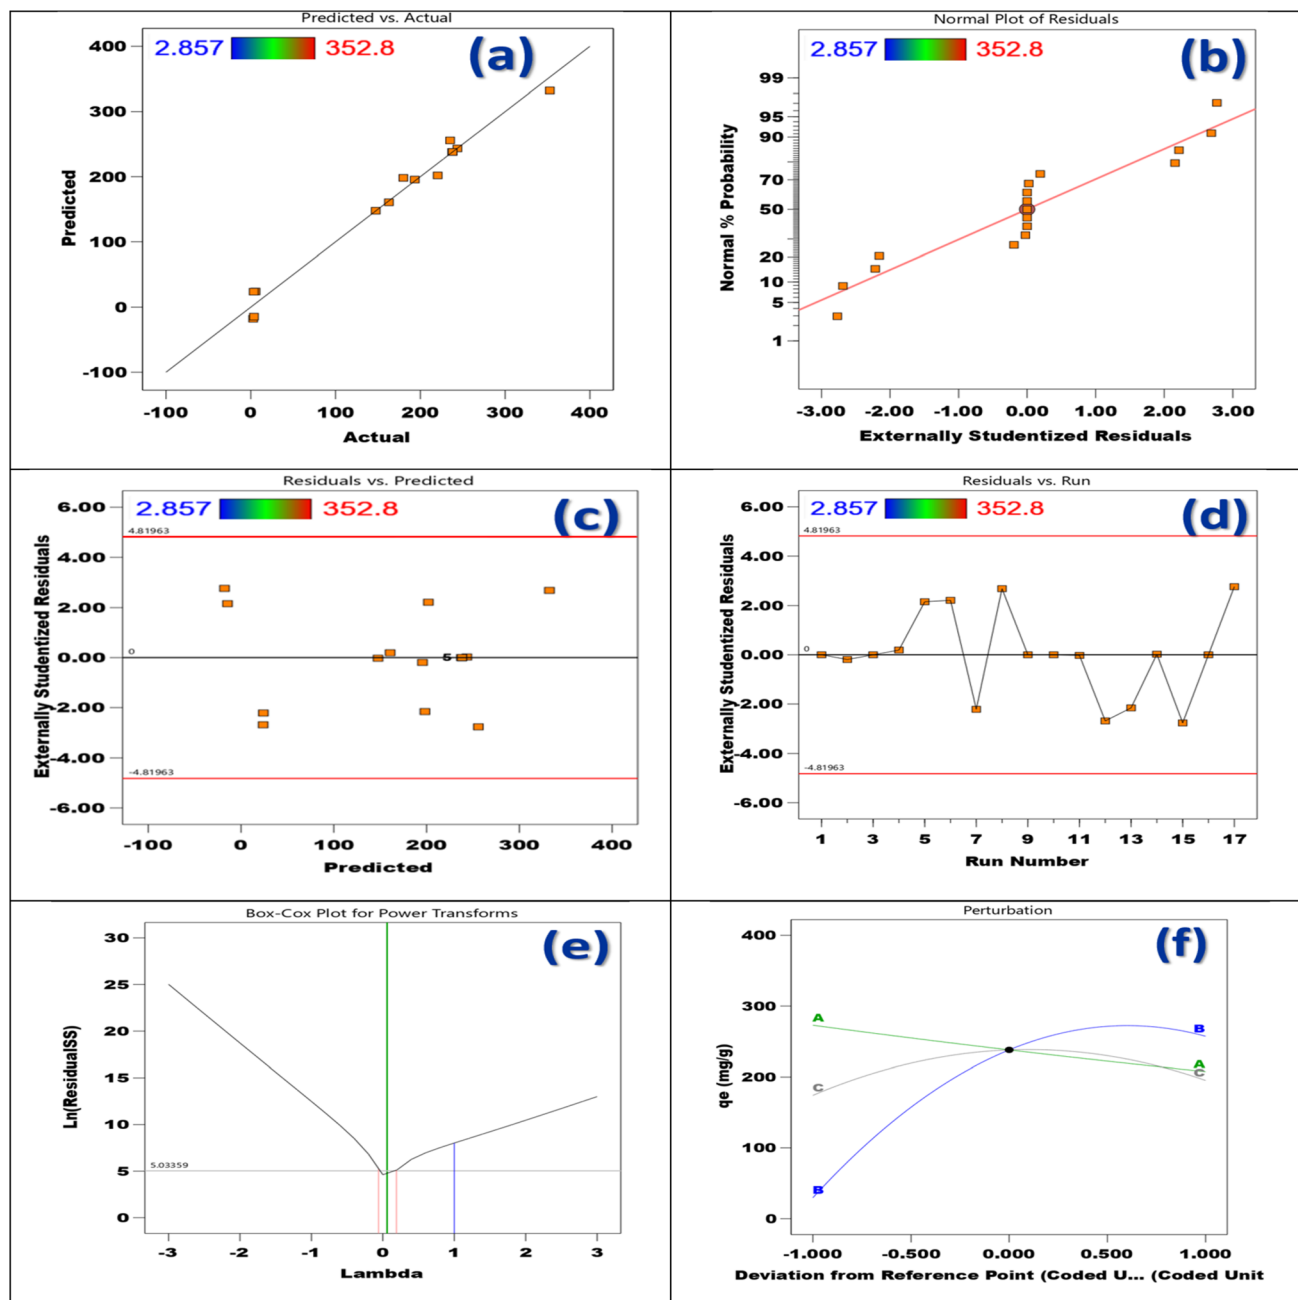 Predicted vs. Actual
2.857 352.8
(a)
400
300
200
100
0
-100
Predicted
-100 0 100 200 300 400
Actual
Normal Plot of Residuals
2.857 352.8
(b)
99
95
90
70
50
20
10
5
1
Normal % Probability
-3.00 -2.00 -1.00 0.00 1.00 2.00 3.00
Externally Studentized Residuals
Residuals vs. Predicted
2.857 352.8
(c)
6.00
4.81963
4.00
2.00
0
0.00
5
-2.00
-4.00
-4.81963
-6.00
Externally Studentized Residuals
-100 0 100 200 300 400
Predicted
Residuals vs. Run
2.857 352.8
(d)
6.00
4.81963
4.00
2.00
0
0.00
-2.00
-4.00
-4.81963
-6.00
Externally Studentized Residuals
1 3 5 7 9 11 13 15 17
Run Number
Box-Cox Plot for Power Transforms
(e)
30
25
20
15
10
5.03359
5
0
Ln(ResidualSS)
-3 -2 -1 0 1 2 3
Lambda
Perturbation
(f)
400
300
200
100
0
qe (mg/g)
A
B
C
A
C
B
-1.000 -0.500 0.000 0.500 1.000
Deviation from Reference Point (Coded U... (Coded Unit